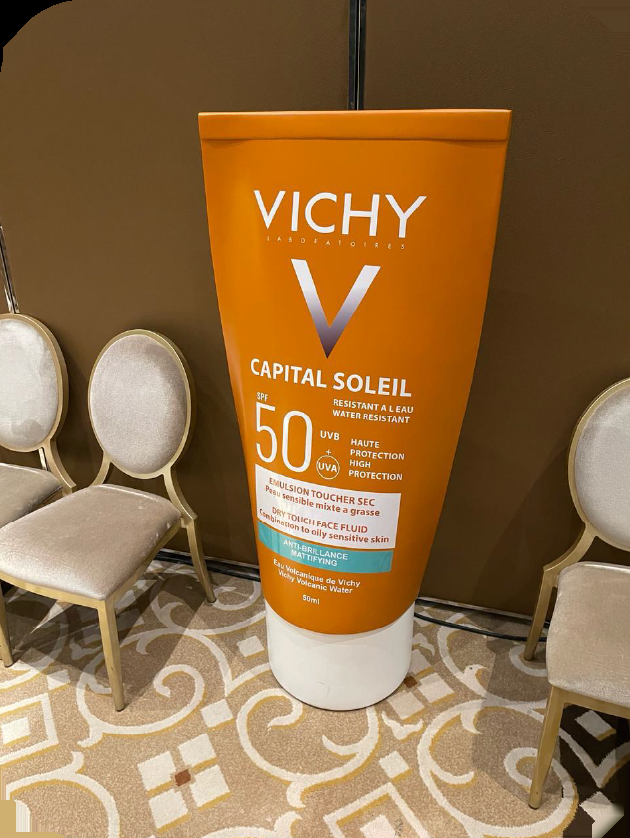 VICHY
LABORATOIRES
V
CAPITAL SOLEIL
SPF
50
RESISTANT A L'EAU
WATER RESISTANT
UVB
+
UVA
HAUTE
PROTECTION
HIGH
PROTECTION
EMULSION TOUCHER SEC
Peau sensible mixte a grasse
DRY TOUCH FACE FLUID
Combination to oily sensitive skin
ANTI-BRILLANCE
MATTIFYING
Eau Volcanique de Vichy
Vichy Volcanic Water
50ml